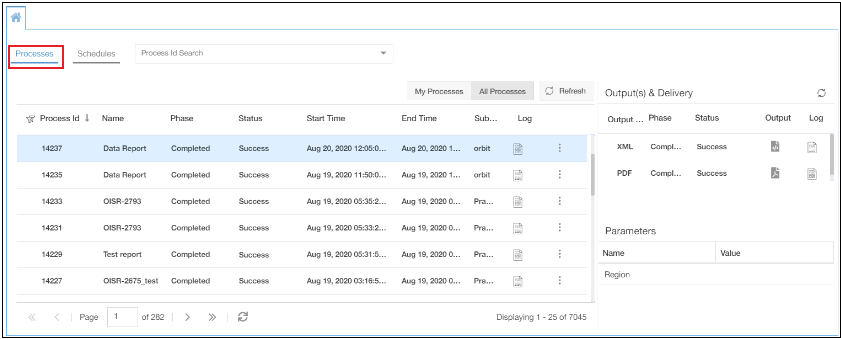 Processes Schedules Process Id Search
My Processes All Processes Refresh Output(s) & Delivery
Process Id Name Phase Status Start Time End Time Sub... Log
Output ... Phase Status Output Log
14237 Data Report Completed Success Aug 20, 2020 12:05:0... Aug 20, 2020 1... orbit
XML Compl... Success
14235 Data Report Completed Success Aug 19, 2020 11:50:0... Aug 19, 2020 1... orbit
PDF Compl... Success
14233 OISR-2793 Completed Success Aug 19, 2020 05:35:2... Aug 19, 2020 0... Pra...
14231 OISR-2793 Completed Success Aug 19, 2020 05:33:2... Aug 19, 2020 0... Pra...
Parameters
14229 Test report Completed Success Aug 19, 2020 05:31:5... Aug 19, 2020 0... Pra...
Name Value
14227 OISR-2675_test Completed Success Aug 19, 2020 03:16:5... Aug 19, 2020 0... Pra...
Region
Page 1 of 282 Displaying 1 - 25 of 7045